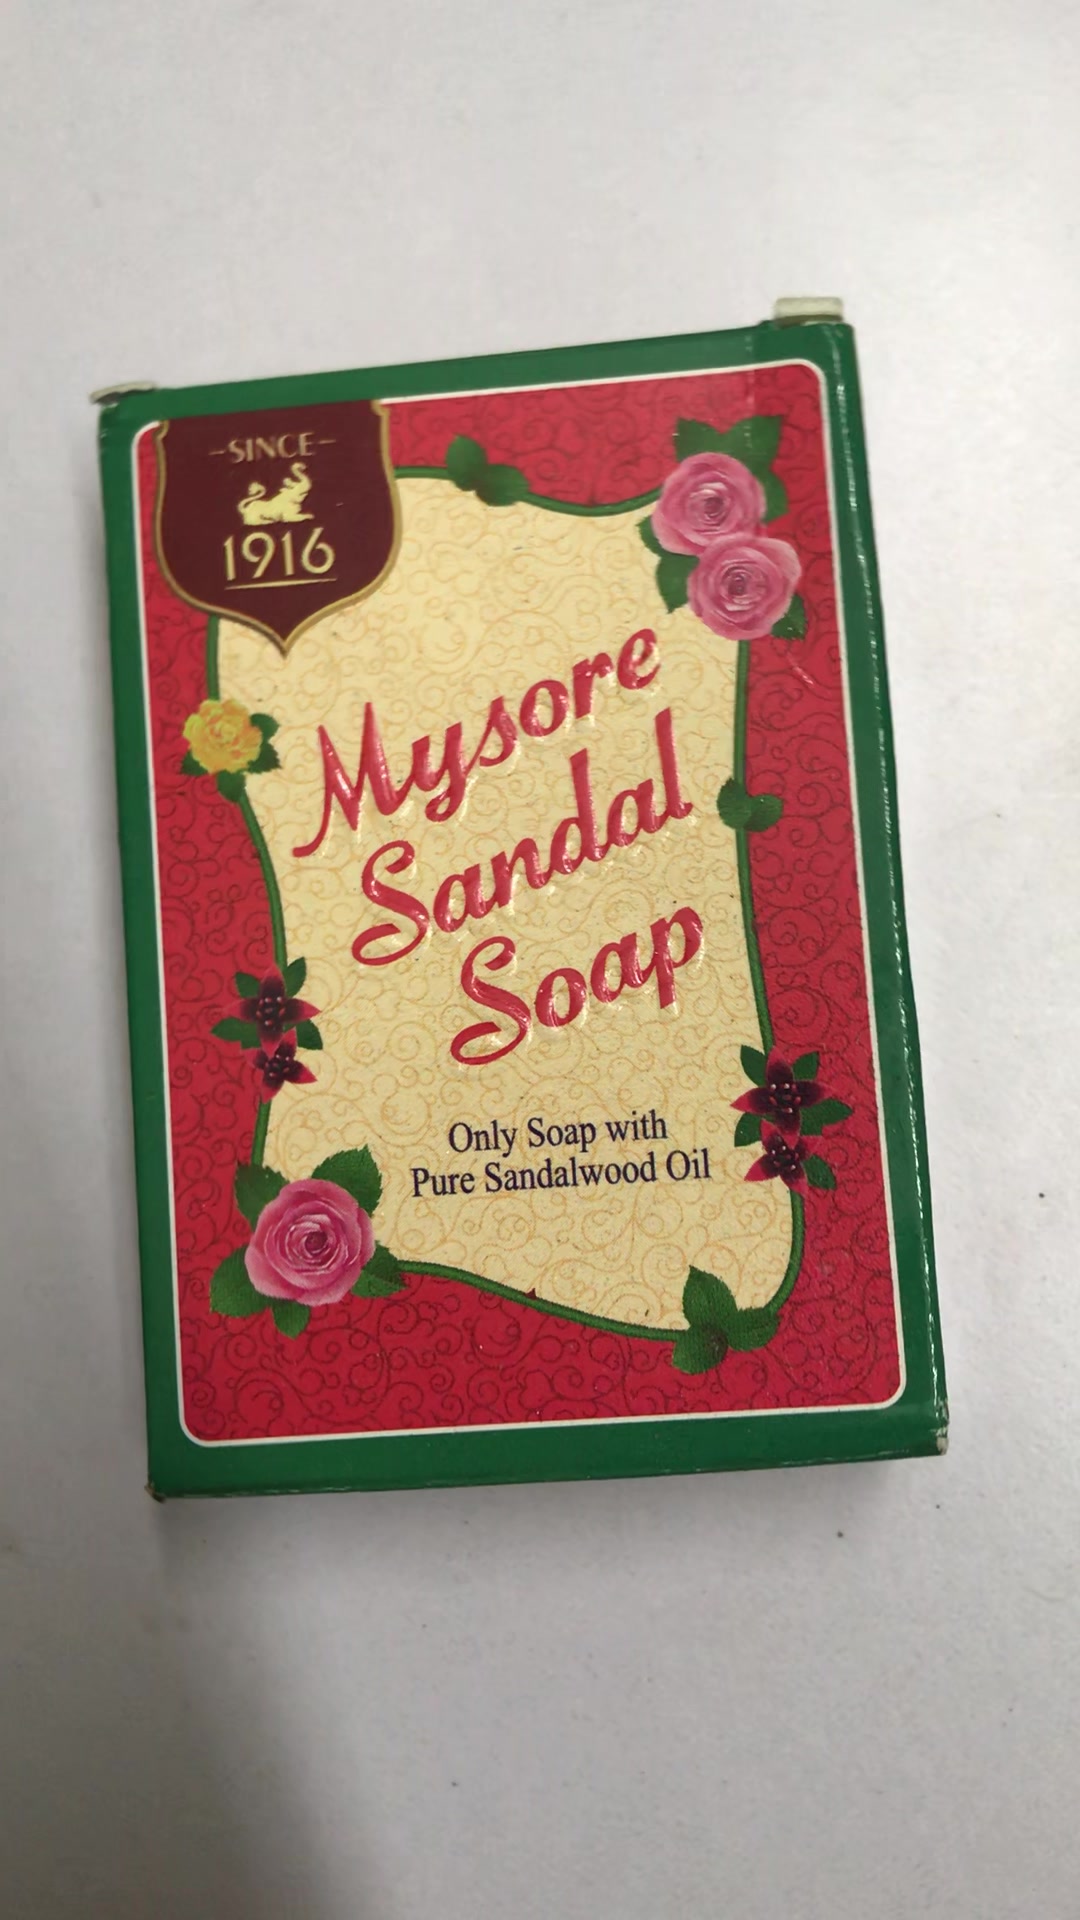 -SINCE-
1916
Mysore
Sandal
Soap
Only Soap with
Pure Sandalwood Oil